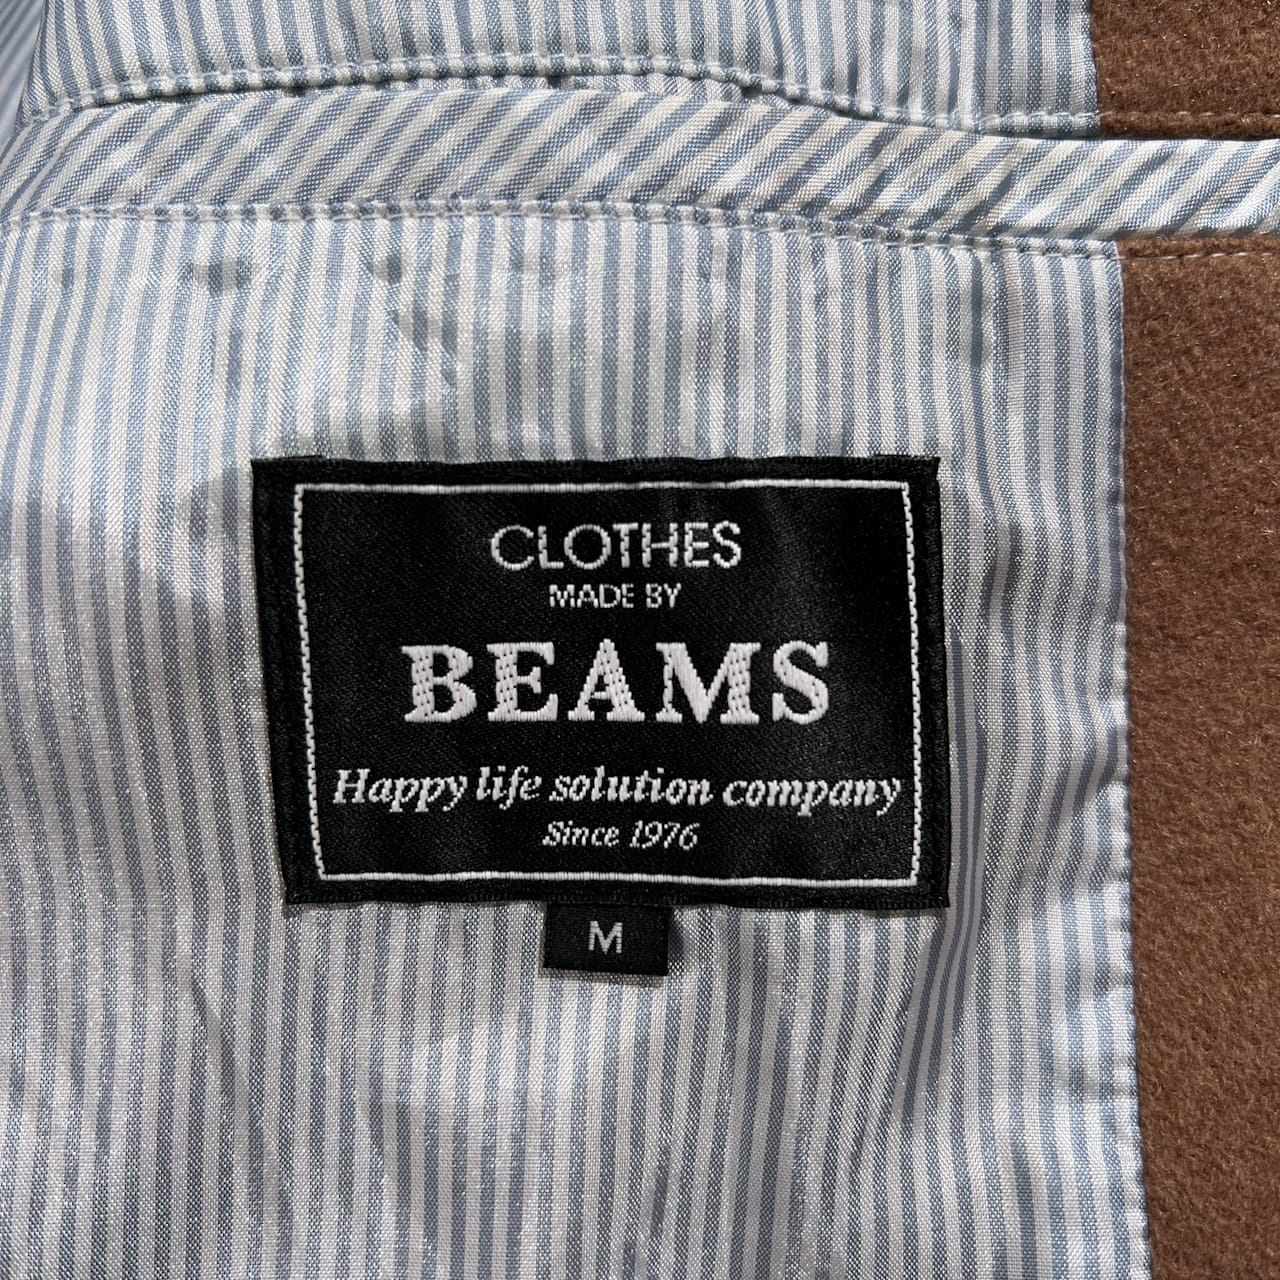 CLOTHES
MADE BY
BEAMS
Happy life solution company
Since 1976
M